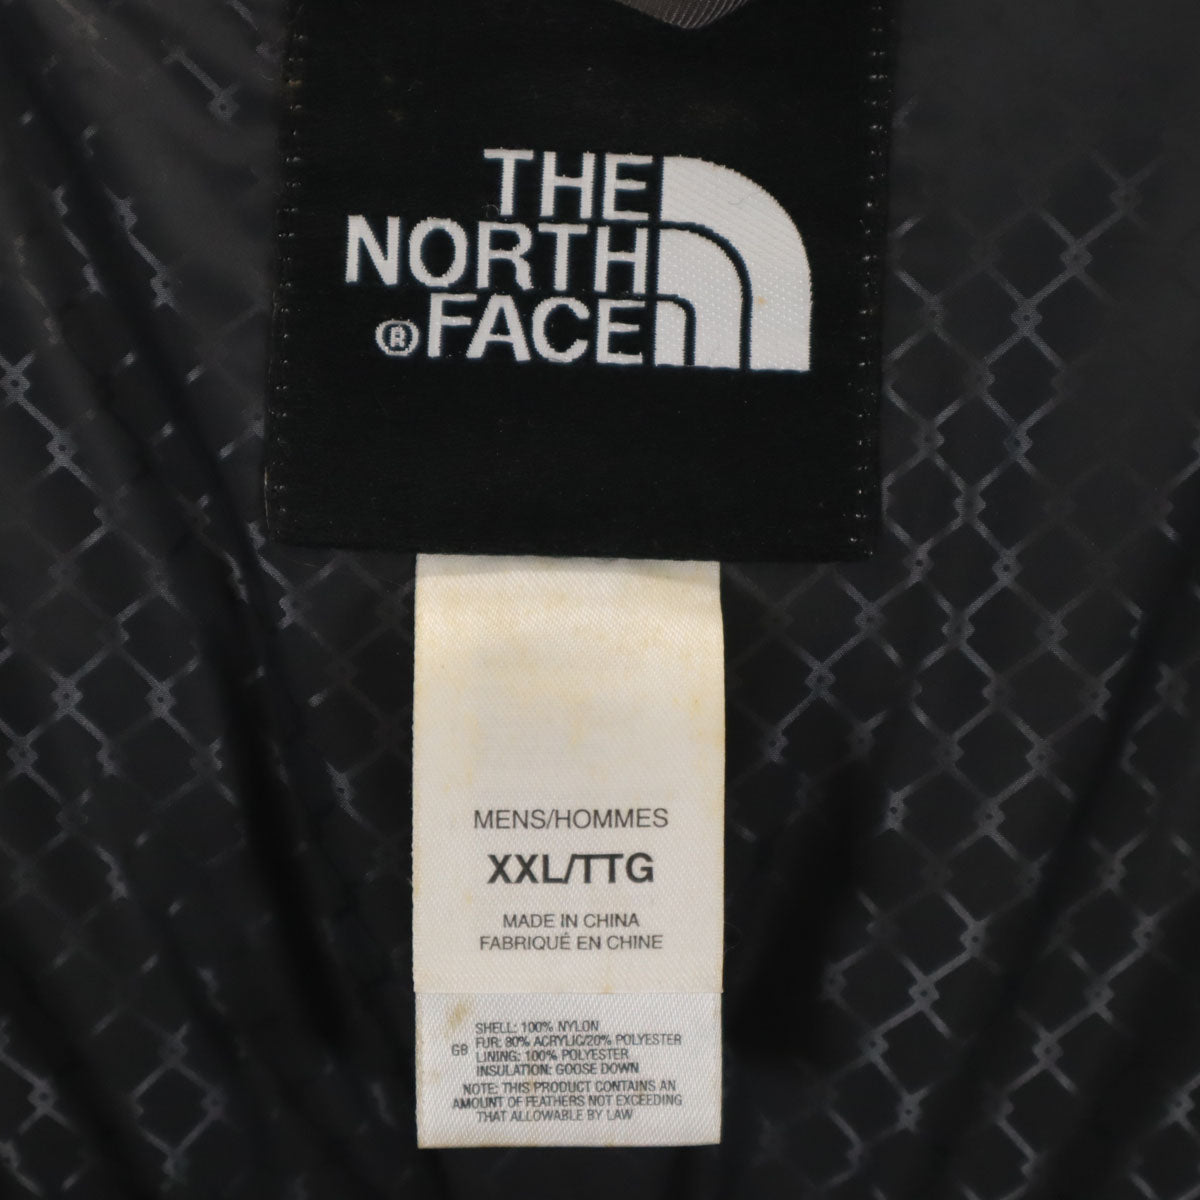 THE
NORTH
® FACE
MENS/HOMMES
XXL/TTG
MADE IN CHINA
FABRIQUÉ EN CHINE
SHELL: 100% NYLON
FUR: 80% ACRYLIC/20% POLYESTER
GB LINING: 100% POLYESTER
INSULATION: GOOSE DOWN
NOTE: THIS PRODUCT CONTAINS AN
AMOUNT OF FEATHERS NOT EXCEEDING
THAT ALLOWABLE BY LAW